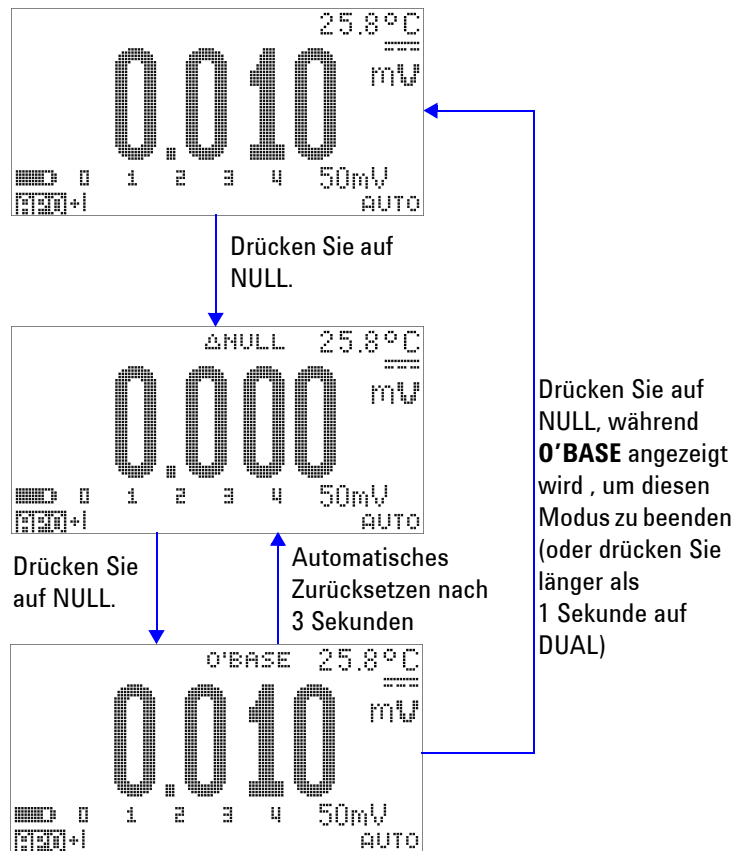 25.8°C
0.010 mV
0 1 2 3 4 50mV
AUTO
Drücken Sie auf
NULL.
ΔNULL 25.8°C
0.000 mV
0 1 2 3 4 50mV
AUTO
Drücken Sie
auf NULL.
Automatisches
Zurücksetzen nach
3 Sekunden
Drücken Sie auf
NULL, während
O'BASE angezeigt
wird , um diesen
Modus zu beenden
(oder drücken Sie
länger als
1 Sekunde auf
DUAL)
O'BASE 25.8°C
0.010 mV
0 1 2 3 4 50mV
AUTO